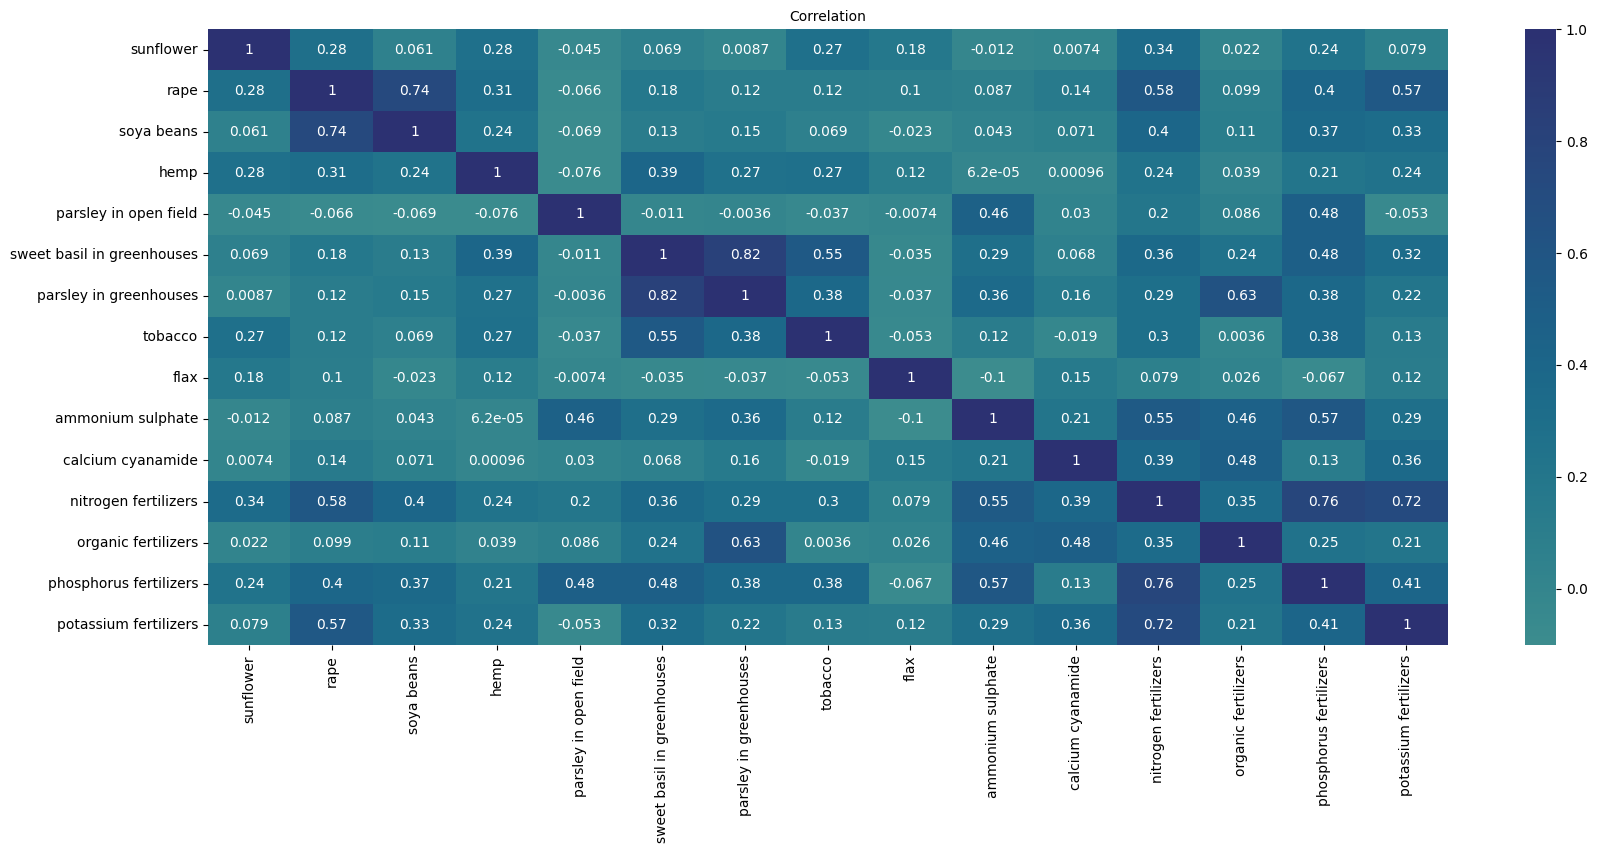 Correlation
sunflower 1 0.28 0.061 0.28 -0.045 0.069 0.0087 0.27 0.18 -0.012 0.0074 0.34 0.022 0.24 0.079
rape 0.28 1 0.74 0.31 -0.066 0.18 0.12 0.12 0.1 0.087 0.14 0.58 0.099 0.4 0.57
soya beans 0.061 0.74 1 0.24 -0.069 0.13 0.15 0.069 -0.023 0.043 0.071 0.4 0.11 0.37 0.33
hemp 0.28 0.31 0.24 1 -0.076 0.39 0.27 0.27 0.12 6.2e-05 0.00096 0.24 0.039 0.21 0.24
parsley in open field -0.045 -0.066 -0.069 -0.076 1 -0.011 -0.0036 -0.037 -0.0074 0.46 0.03 0.2 0.086 0.48 -0.053
sweet basil in greenhouses 0.069 0.18 0.13 0.39 -0.011 1 0.82 0.55 -0.035 0.29 0.068 0.36 0.24 0.48 0.32
parsley in greenhouses 0.0087 0.12 0.15 0.27 -0.0036 0.82 1 0.38 -0.037 0.36 0.16 0.29 0.63 0.38 0.22
tobacco 0.27 0.12 0.069 0.27 -0.037 0.55 0.38 1 -0.053 0.12 -0.019 0.3 0.0036 0.38 0.13
flax 0.18 0.1 -0.023 0.12 -0.0074 -0.035 -0.037 -0.053 1 -0.1 0.15 0.079 0.026 -0.067 0.12
ammonium sulphate -0.012 0.087 0.043 6.2e-05 0.46 0.29 0.36 0.12 -0.1 1 0.21 0.55 0.46 0.57 0.29
calcium cyanamide 0.0074 0.14 0.071 0.00096 0.03 0.068 0.16 -0.019 0.15 0.21 1 0.39 0.48 0.13 0.36
nitrogen fertilizers 0.34 0.58 0.4 0.24 0.2 0.36 0.29 0.3 0.079 0.55 0.39 1 0.35 0.76 0.72
organic fertilizers 0.022 0.099 0.11 0.039 0.086 0.24 0.63 0.0036 0.026 0.46 0.48 0.35 1 0.25 0.21
phosphorus fertilizers 0.24 0.4 0.37 0.21 0.48 0.48 0.38 0.38 -0.067 0.57 0.13 0.76 0.25 1 0.41
potassium fertilizers 0.079 0.57 0.33 0.24 -0.053 0.32 0.22 0.13 0.12 0.29 0.36 0.72 0.21 0.41 1
sunflower
rape
soya beans
hemp
parsley in open field
sweet basil in greenhouses
parsley in greenhouses
tobacco
flax
ammonium sulphate
calcium cyanamide
nitrogen fertilizers
organic fertilizers
phosphorus fertilizers
potassium fertilizers
1.0
0.8
0.6
0.4
0.2
0.0